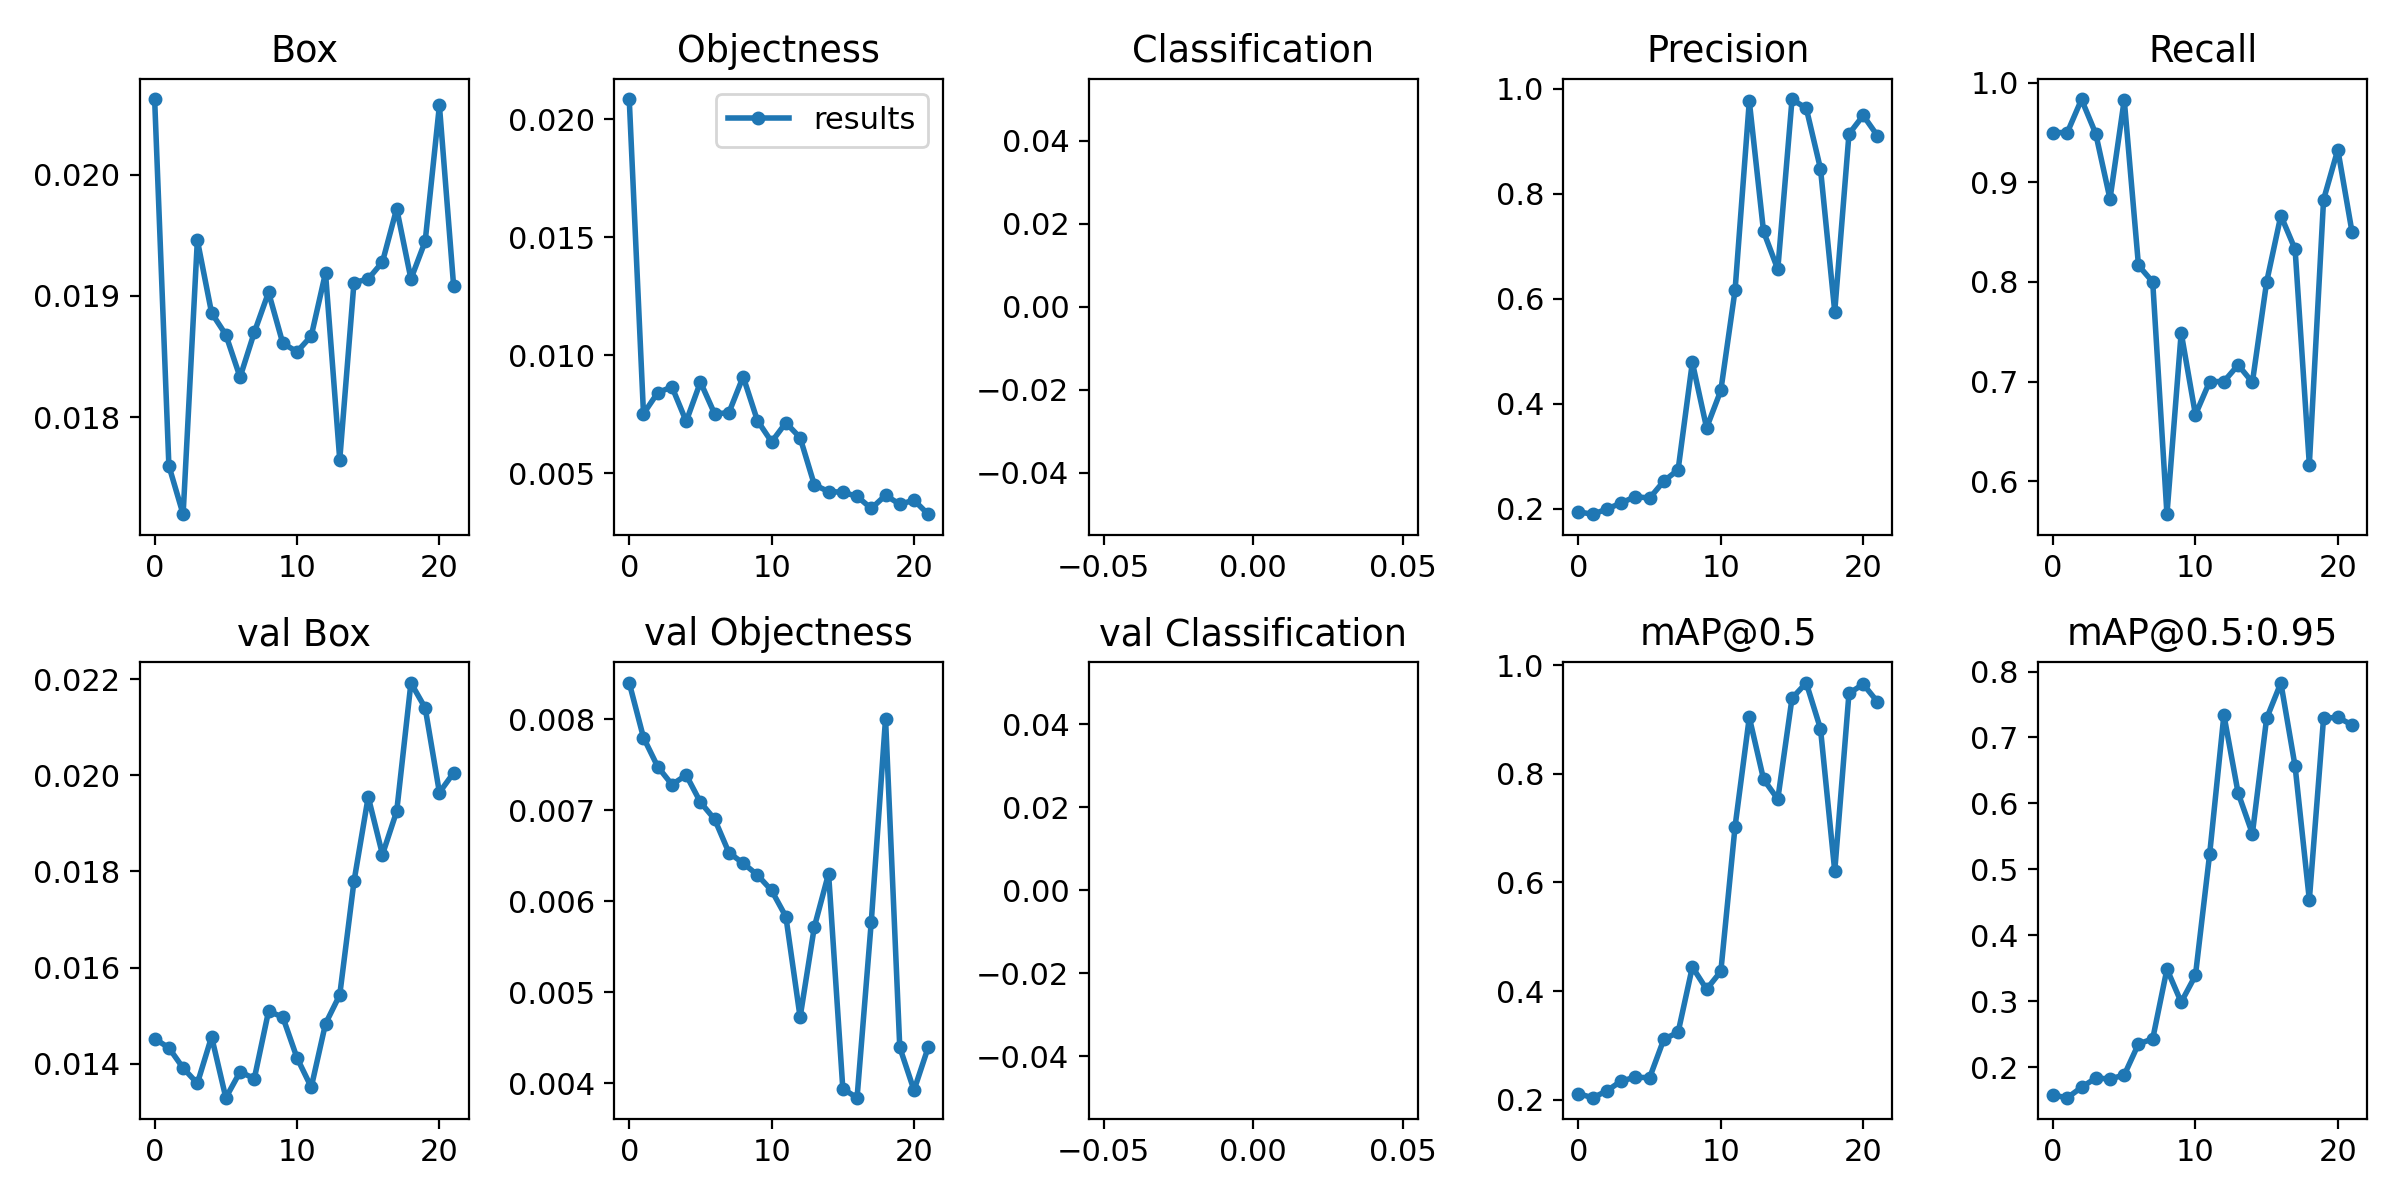 Box
0.020
0.019
0.018
0 10 20
Objectness
results
0.020
0.015
0.010
0.005
0 10 20
Classification
0.04
0.02
0.00
−0.02
−0.04
−0.05 0.00 0.05
Precision
1.0
0.8
0.6
0.4
0.2
0 10 20
Recall
1.0
0.9
0.8
0.7
0.6
0 10 20
val Box
0.022
0.020
0.018
0.016
0.014
0 10 20
val Objectness
0.008
0.007
0.006
0.005
0.004
0 10 20
val Classification
0.04
0.02
0.00
−0.02
−0.04
−0.05 0.00 0.05
mAP@0.5
1.0
0.8
0.6
0.4
0.2
0 10 20
mAP@0.5:0.95
0.8
0.7
0.6
0.5
0.4
0.3
0.2
0 10 20